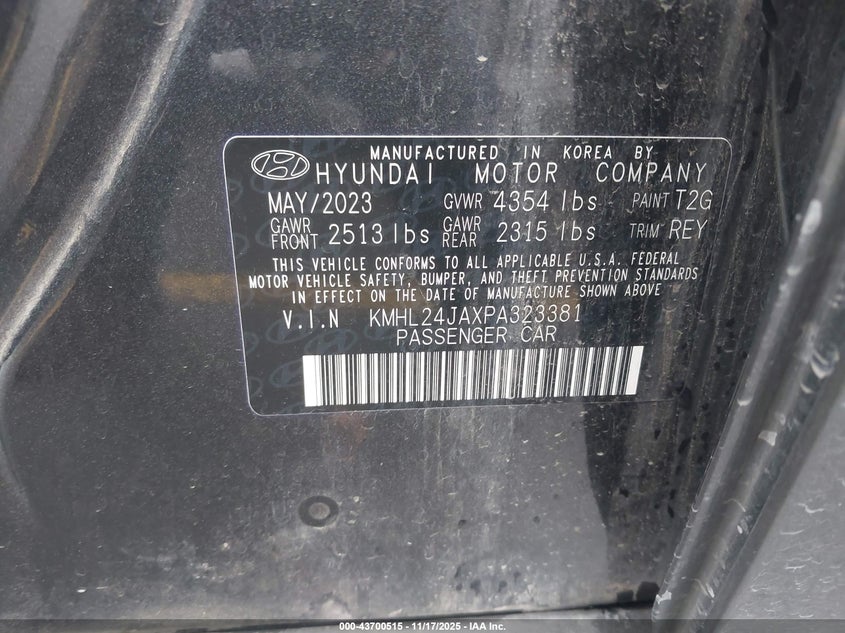 MANUFACTURED IN KOREA BY
HYUNDAI MOTOR COMPANY
MAY/2023 GVWR 4354 lbs PAINT T2G
GAWR FRONT 2513 lbs GAWR REAR 2315 lbs TRIM REY
THIS VEHICLE CONFORMS TO ALL APPLICABLE U.S.A. FEDERAL
MOTOR VEHICLE SAFETY, BUMPER, AND THEFT PREVENTION STANDARDS
IN EFFECT ON THE DATE OF MANUFACTURE SHOWN ABOVE
V.I.N KMHL24JAXPA323381
PASSENGER CAR
000-43700515 - 11/17/2025 - IAA Inc.